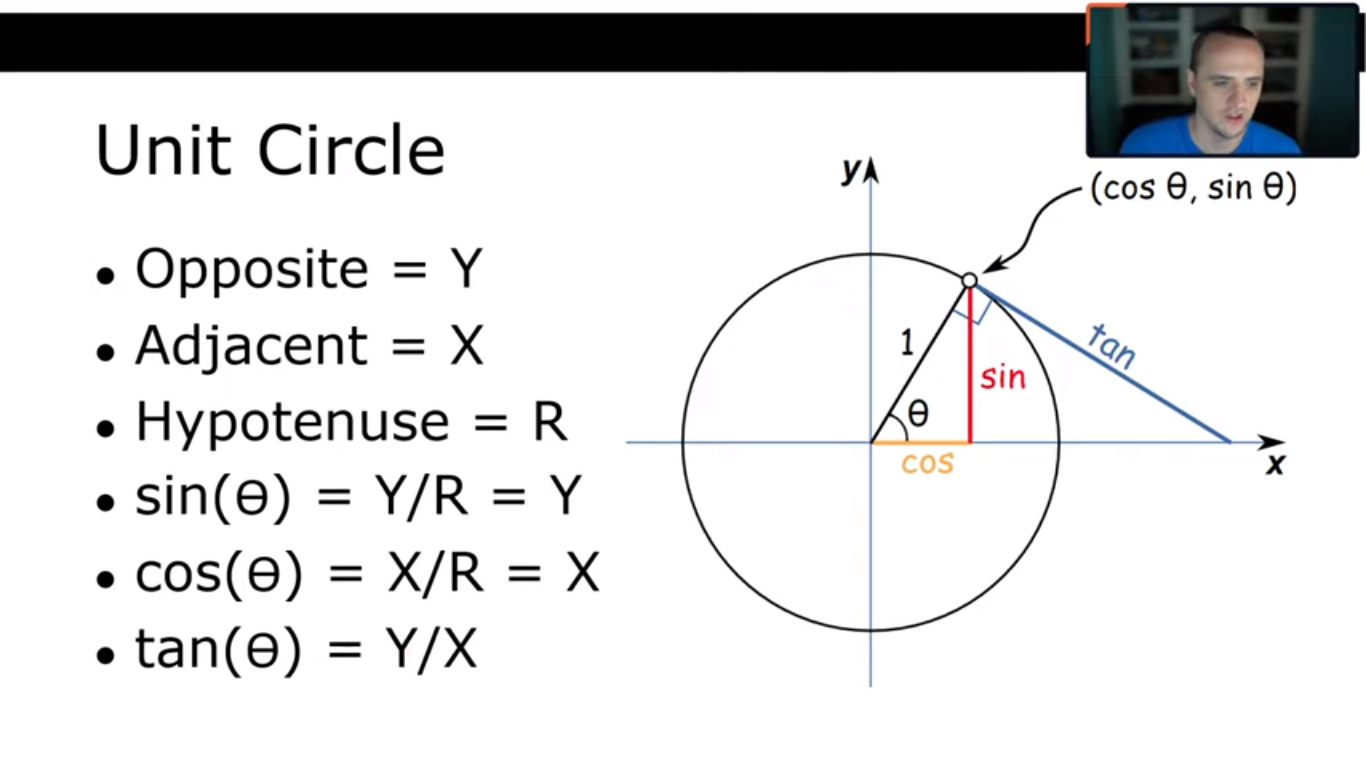 Unit Circle
• Opposite = Y
• Adjacent = X
• Hypotenuse = R
• sin(θ) = Y/R = Y
• cos(θ) = X/R = X
• tan(θ) = Y/X
y
(cos θ, sin θ)
1
tan
sin
θ
cos
x